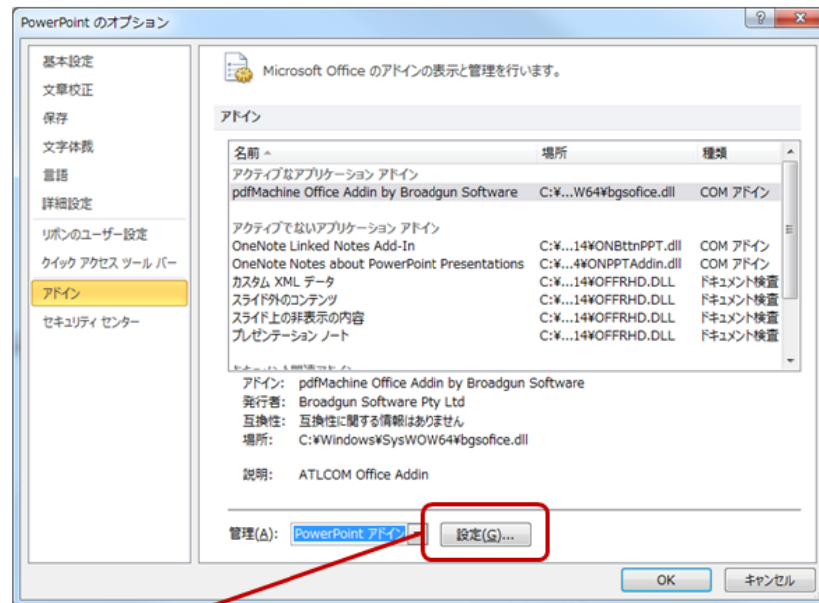 PowerPoint のオプション
基本設定
文章校正
保存
文字体裁
言語
詳細設定
リボンのユーザー設定
クイック アクセス ツール バー
アドイン
セキュリティ センター
Microsoft Office のアドインの表示と管理を行います。
アドイン
名前 場所 種類
アクティブなアプリケーション アドイン
pdfMachine Office Addin by Broadgun Software C:¥...W64¥bgsofice.dll COM アドイン
アクティブでないアプリケーション アドイン
OneNote Linked Notes Add-In C:¥...14¥ONBttnPPT.dll COM アドイン
OneNote Notes about PowerPoint Presentations C:¥...4¥ONPPTAddin.dll COM アドイン
カスタム XML データ C:¥...14¥OFFRHD.DLL ドキュメント検査
スライド外のコンテンツ C:¥...14¥OFFRHD.DLL ドキュメント検査
スライド上の非表示の内容 C:¥...14¥OFFRHD.DLL ドキュメント検査
プレゼンテーション ノート C:¥...14¥OFFRHD.DLL ドキュメント検査
アドイン: pdfMachine Office Addin by Broadgun Software
発行者: Broadgun Software Pty Ltd
互換性: 互換性に関する情報はありません
場所: C:¥Windows¥SysWOW64¥bgsofice.dll
説明: ATLCOM Office Addin
管理(A): PowerPoint アドイン 設定(G)...
OK キャンセル